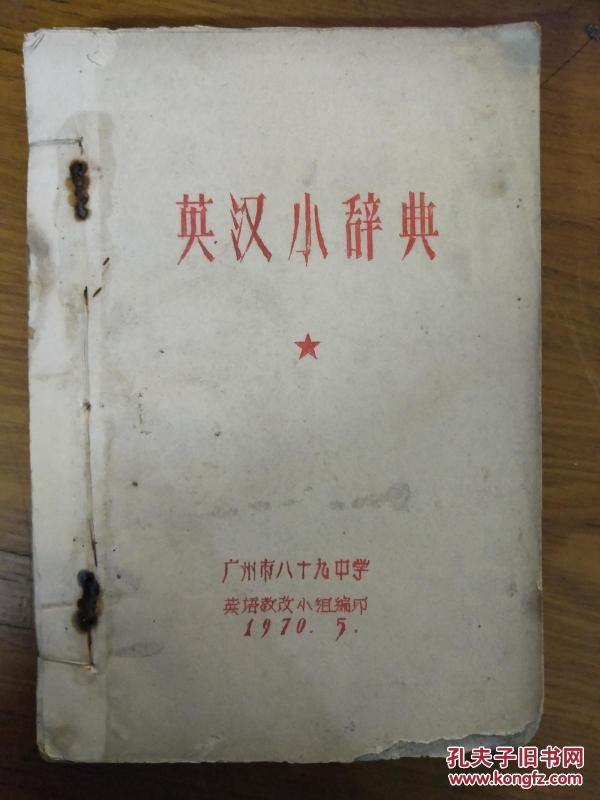 英汉小辞典
广州市八十九中学
英语教改小组编印
1970.5.
孔夫子旧书网
www.kongfz.com